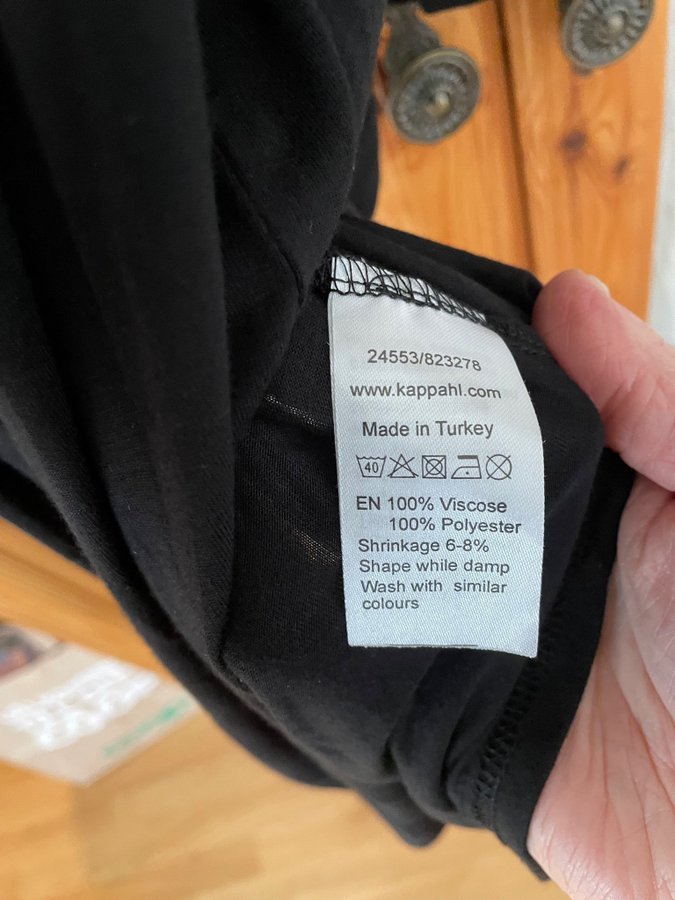 24553/823278
www.kappahl.com
Made in Turkey
40
EN 100% Viscose
100% Polyester
Shrinkage 6-8%
Shape while damp
Wash with similar
colours